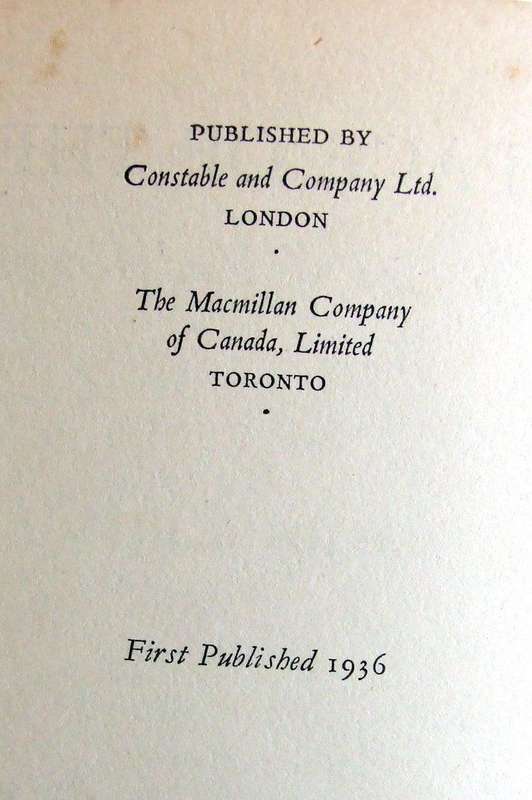 PUBLISHED BY
Constable and Company Ltd.
LONDON
·
The Macmillan Company
of Canada, Limited
TORONTO
·
First Published 1936